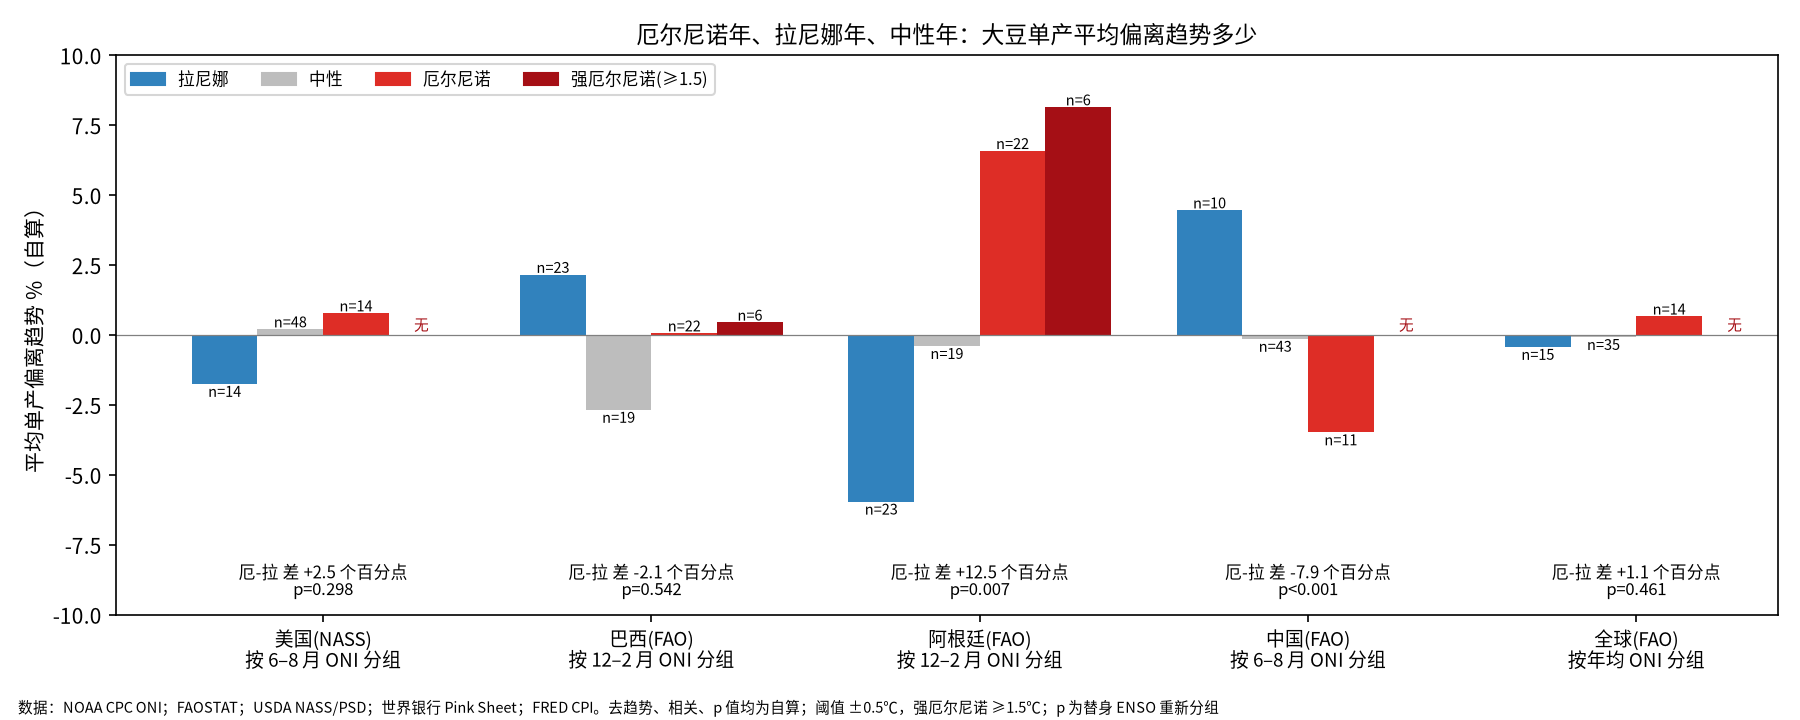 厄尔尼诺年、拉尼娜年、中性年：大豆单产平均偏离趋势多少
拉尼娜
中性
厄尔尼诺
强厄尔尼诺(≥1.5)
平均单产偏离趋势 %（自算）
10.0
7.5
5.0
2.5
0.0
-2.5
-5.0
-7.5
-10.0
n=14
n=48
n=14
无
n=23
n=19
n=22
n=6
n=23
n=19
n=22
n=6
n=10
n=43
n=11
无
n=15
n=35
n=14
无
厄-拉 差 +2.5 个百分点
p=0.298
厄-拉 差 -2.1 个百分点
p=0.542
厄-拉 差 +12.5 个百分点
p=0.007
厄-拉 差 -7.9 个百分点
p<0.001
厄-拉 差 +1.1 个百分点
p=0.461
美国(NASS)
按 6–8 月 ONI 分组
巴西(FAO)
按 12–2 月 ONI 分组
阿根廷(FAO)
按 12–2 月 ONI 分组
中国(FAO)
按 6–8 月 ONI 分组
全球(FAO)
按年均 ONI 分组
数据：NOAA CPC ONI；FAOSTAT；USDA NASS/PSD；世界银行 Pink Sheet；FRED CPI。去趋势、相关、p 值均为自算；阈值 ±0.5℃，强厄尔尼诺 ≥1.5℃；p 为替身 ENSO 重新分组